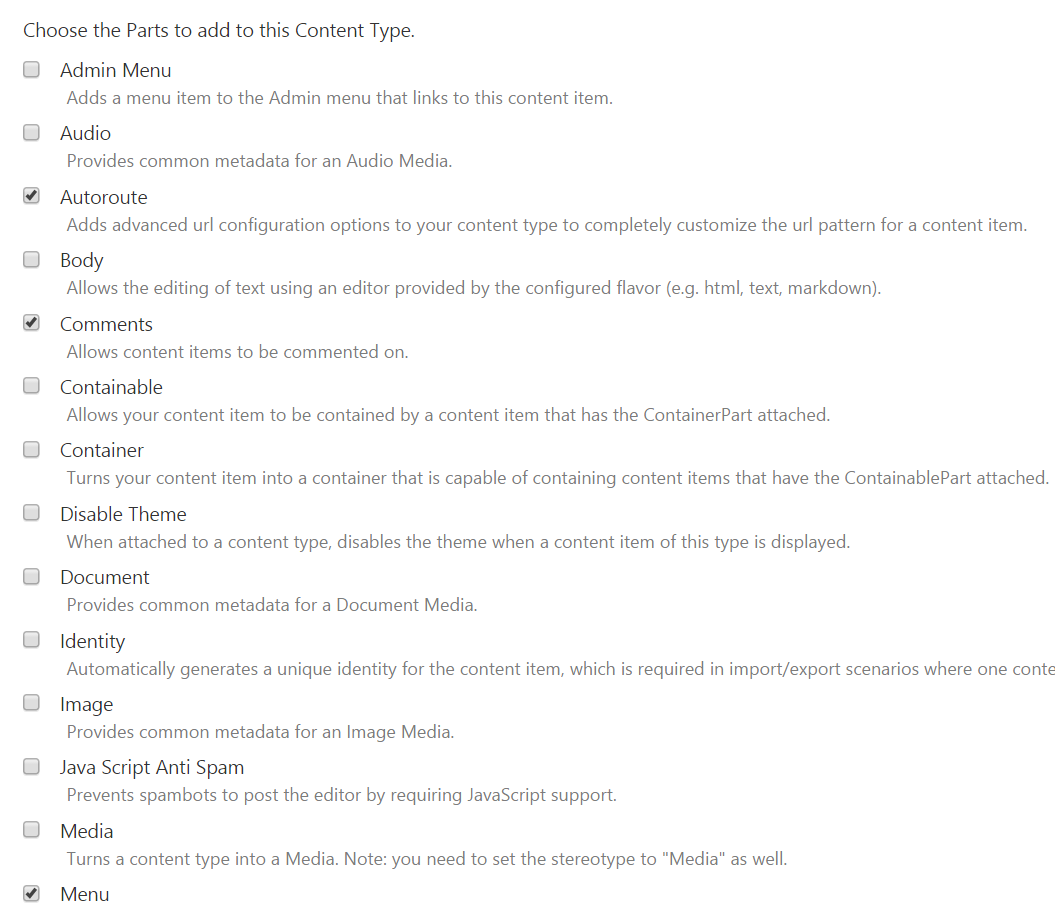 Choose the Parts to add to this Content Type.
Admin Menu
Adds a menu item to the Admin menu that links to this content item.
Audio
Provides common metadata for an Audio Media.
Autoroute
Adds advanced url configuration options to your content type to completely customize the url pattern for a content item.
Body
Allows the editing of text using an editor provided by the configured flavor (e.g. html, text, markdown).
Comments
Allows content items to be commented on.
Containable
Allows your content item to be contained by a content item that has the ContainerPart attached.
Container
Turns your content item into a container that is capable of containing content items that have the ContainablePart attached.
Disable Theme
When attached to a content type, disables the theme when a content item of this type is displayed.
Document
Provides common metadata for a Document Media.
Identity
Automatically generates a unique identity for the content item, which is required in import/export scenarios where one conte
Image
Provides common metadata for an Image Media.
Java Script Anti Spam
Prevents spambots to post the editor by requiring JavaScript support.
Media
Turns a content type into a Media. Note: you need to set the stereotype to "Media" as well.
Menu